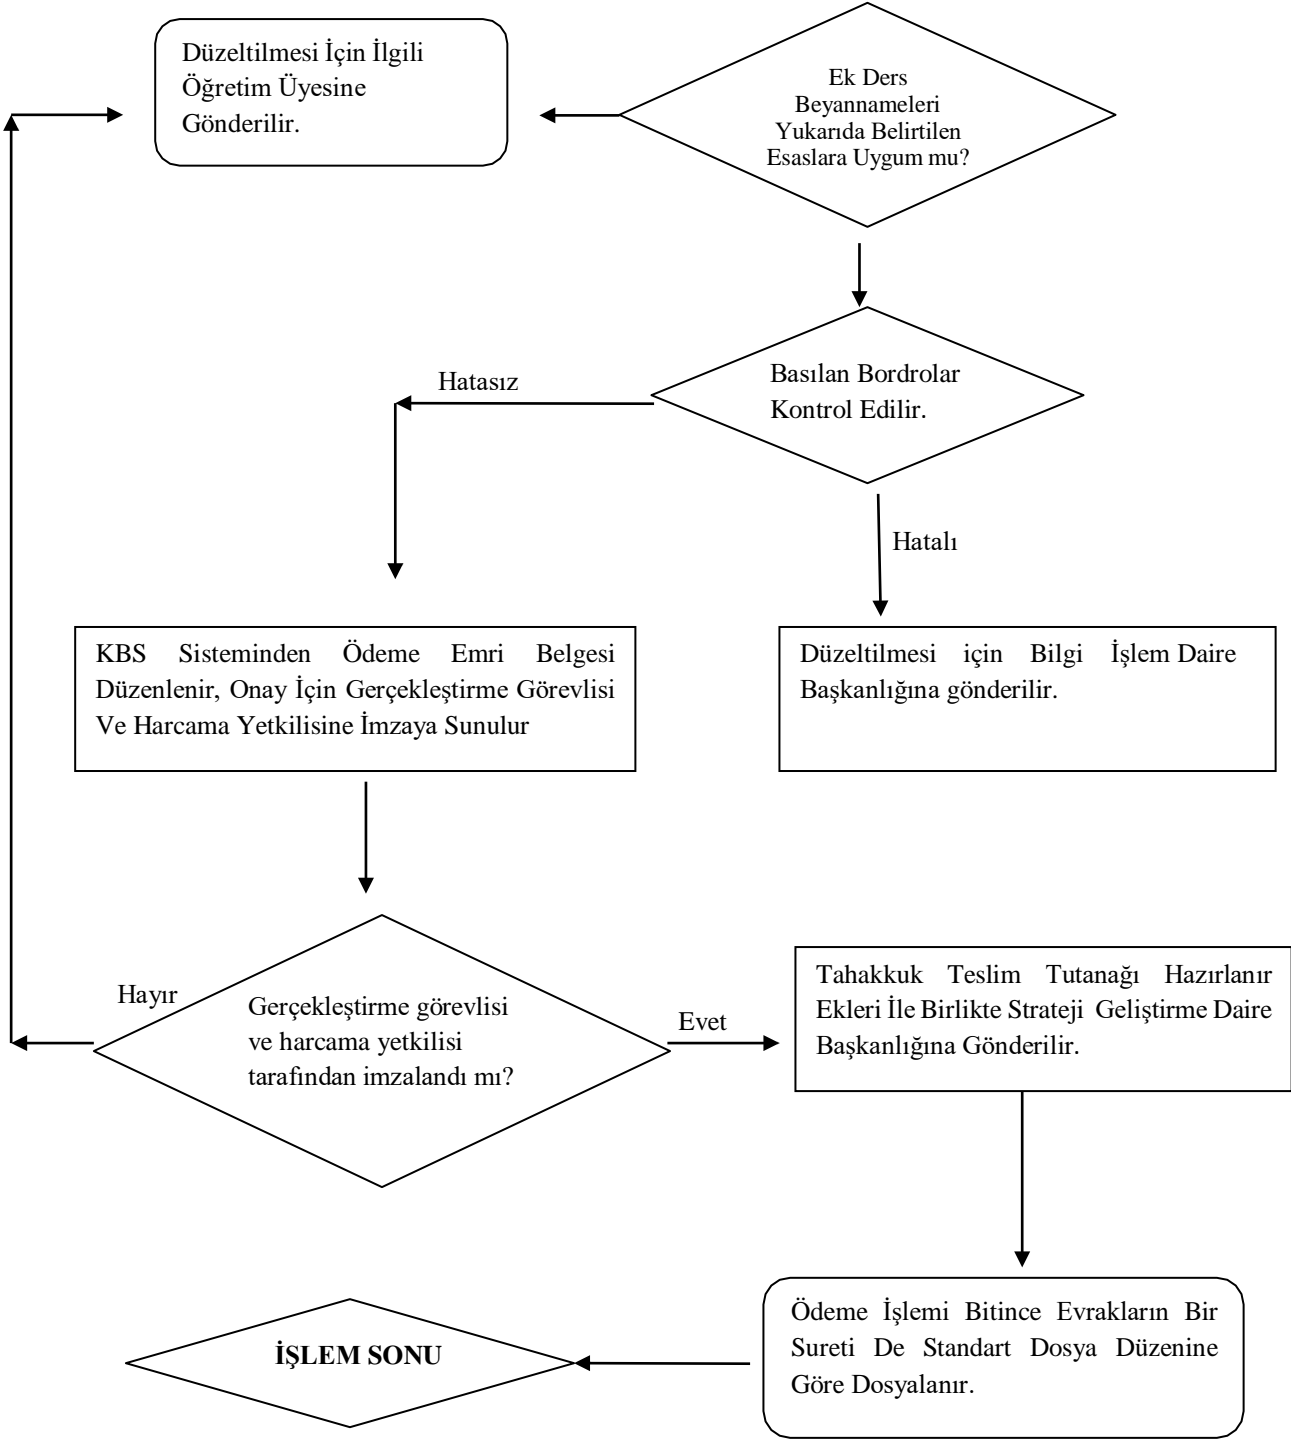 Düzeltilmesi İçin İlgili
Öğretim Üyesine
Gönderilir.
Ek Ders
Beyannameleri
Yukarıda Belirtilen
Esaslara Uygum mu?
Basılan Bordrolar
Kontrol Edilir.
Hatasız
Hatalı
KBS Sisteminden Ödeme Emri Belgesi
Düzenlenir, Onay İçin Gerçekleştirme Görevlisi
Ve Harcama Yetkilisine İmzaya Sunulur
Düzeltilmesi için Bilgi İşlem Daire
Başkanlığına gönderilir.
Hayır
Gerçekleştirme görevlisi
ve harcama yetkilisi
tarafından imzalandı mı?
Evet
Tahakkuk Teslim Tutanağı Hazırlanır
Ekleri İle Birlikte Strateji Geliştirme Daire
Başkanlığına Gönderilir.
Ödeme İşlemi Bitince Evrakların Bir
Sureti De Standart Dosya Düzenine
Göre Dosyalanır.
İŞLEM SONU